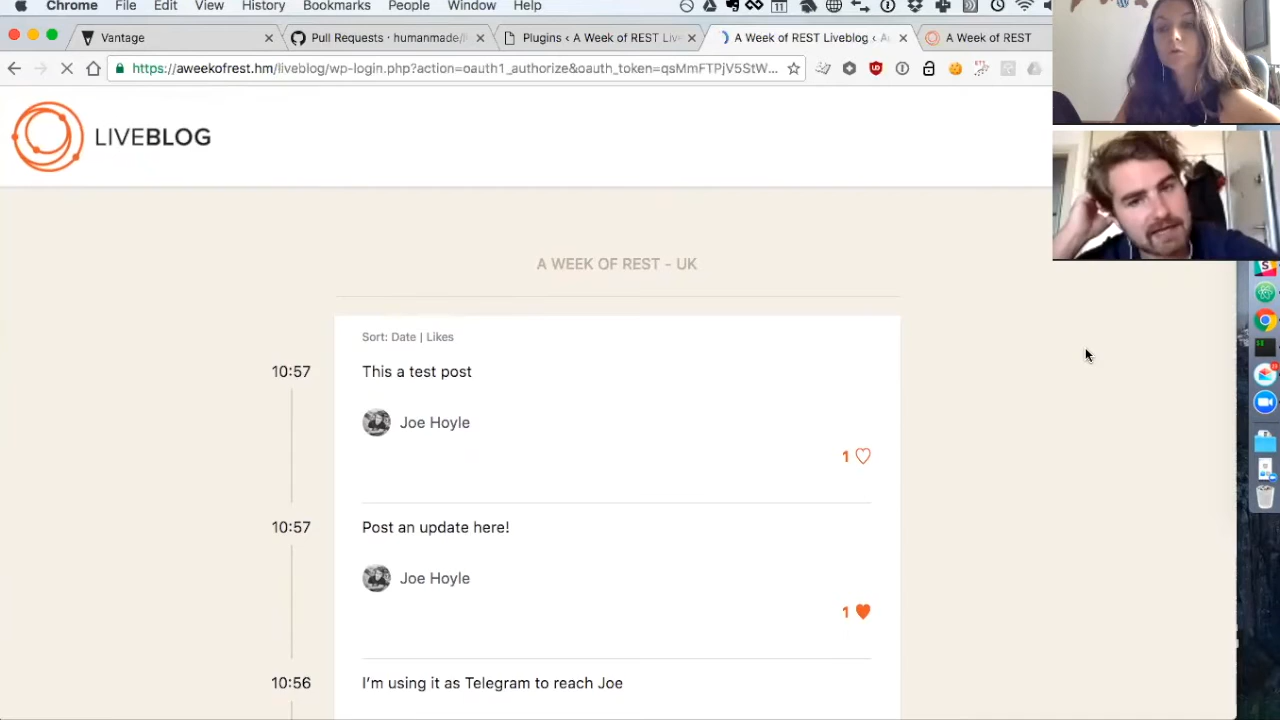 Chrome File Edit View History Bookmarks People Window Help
Vantage
Pull Requests · humanmade/
Plugins ‹ A Week of REST Live
A Week of REST Liveblog ‹
A Week of REST
https://aweekofrest.hm/liveblog/wp-login.php?action=oauth1_authorize&oauth_token=qsMmFTPjV5StW...
LIVEBLOG
A WEEK OF REST - UK
Sort: Date | Likes
10:57 This a test post
Joe Hoyle
1
10:57 Post an update here!
Joe Hoyle
1
10:56 I'm using it as Telegram to reach Joe